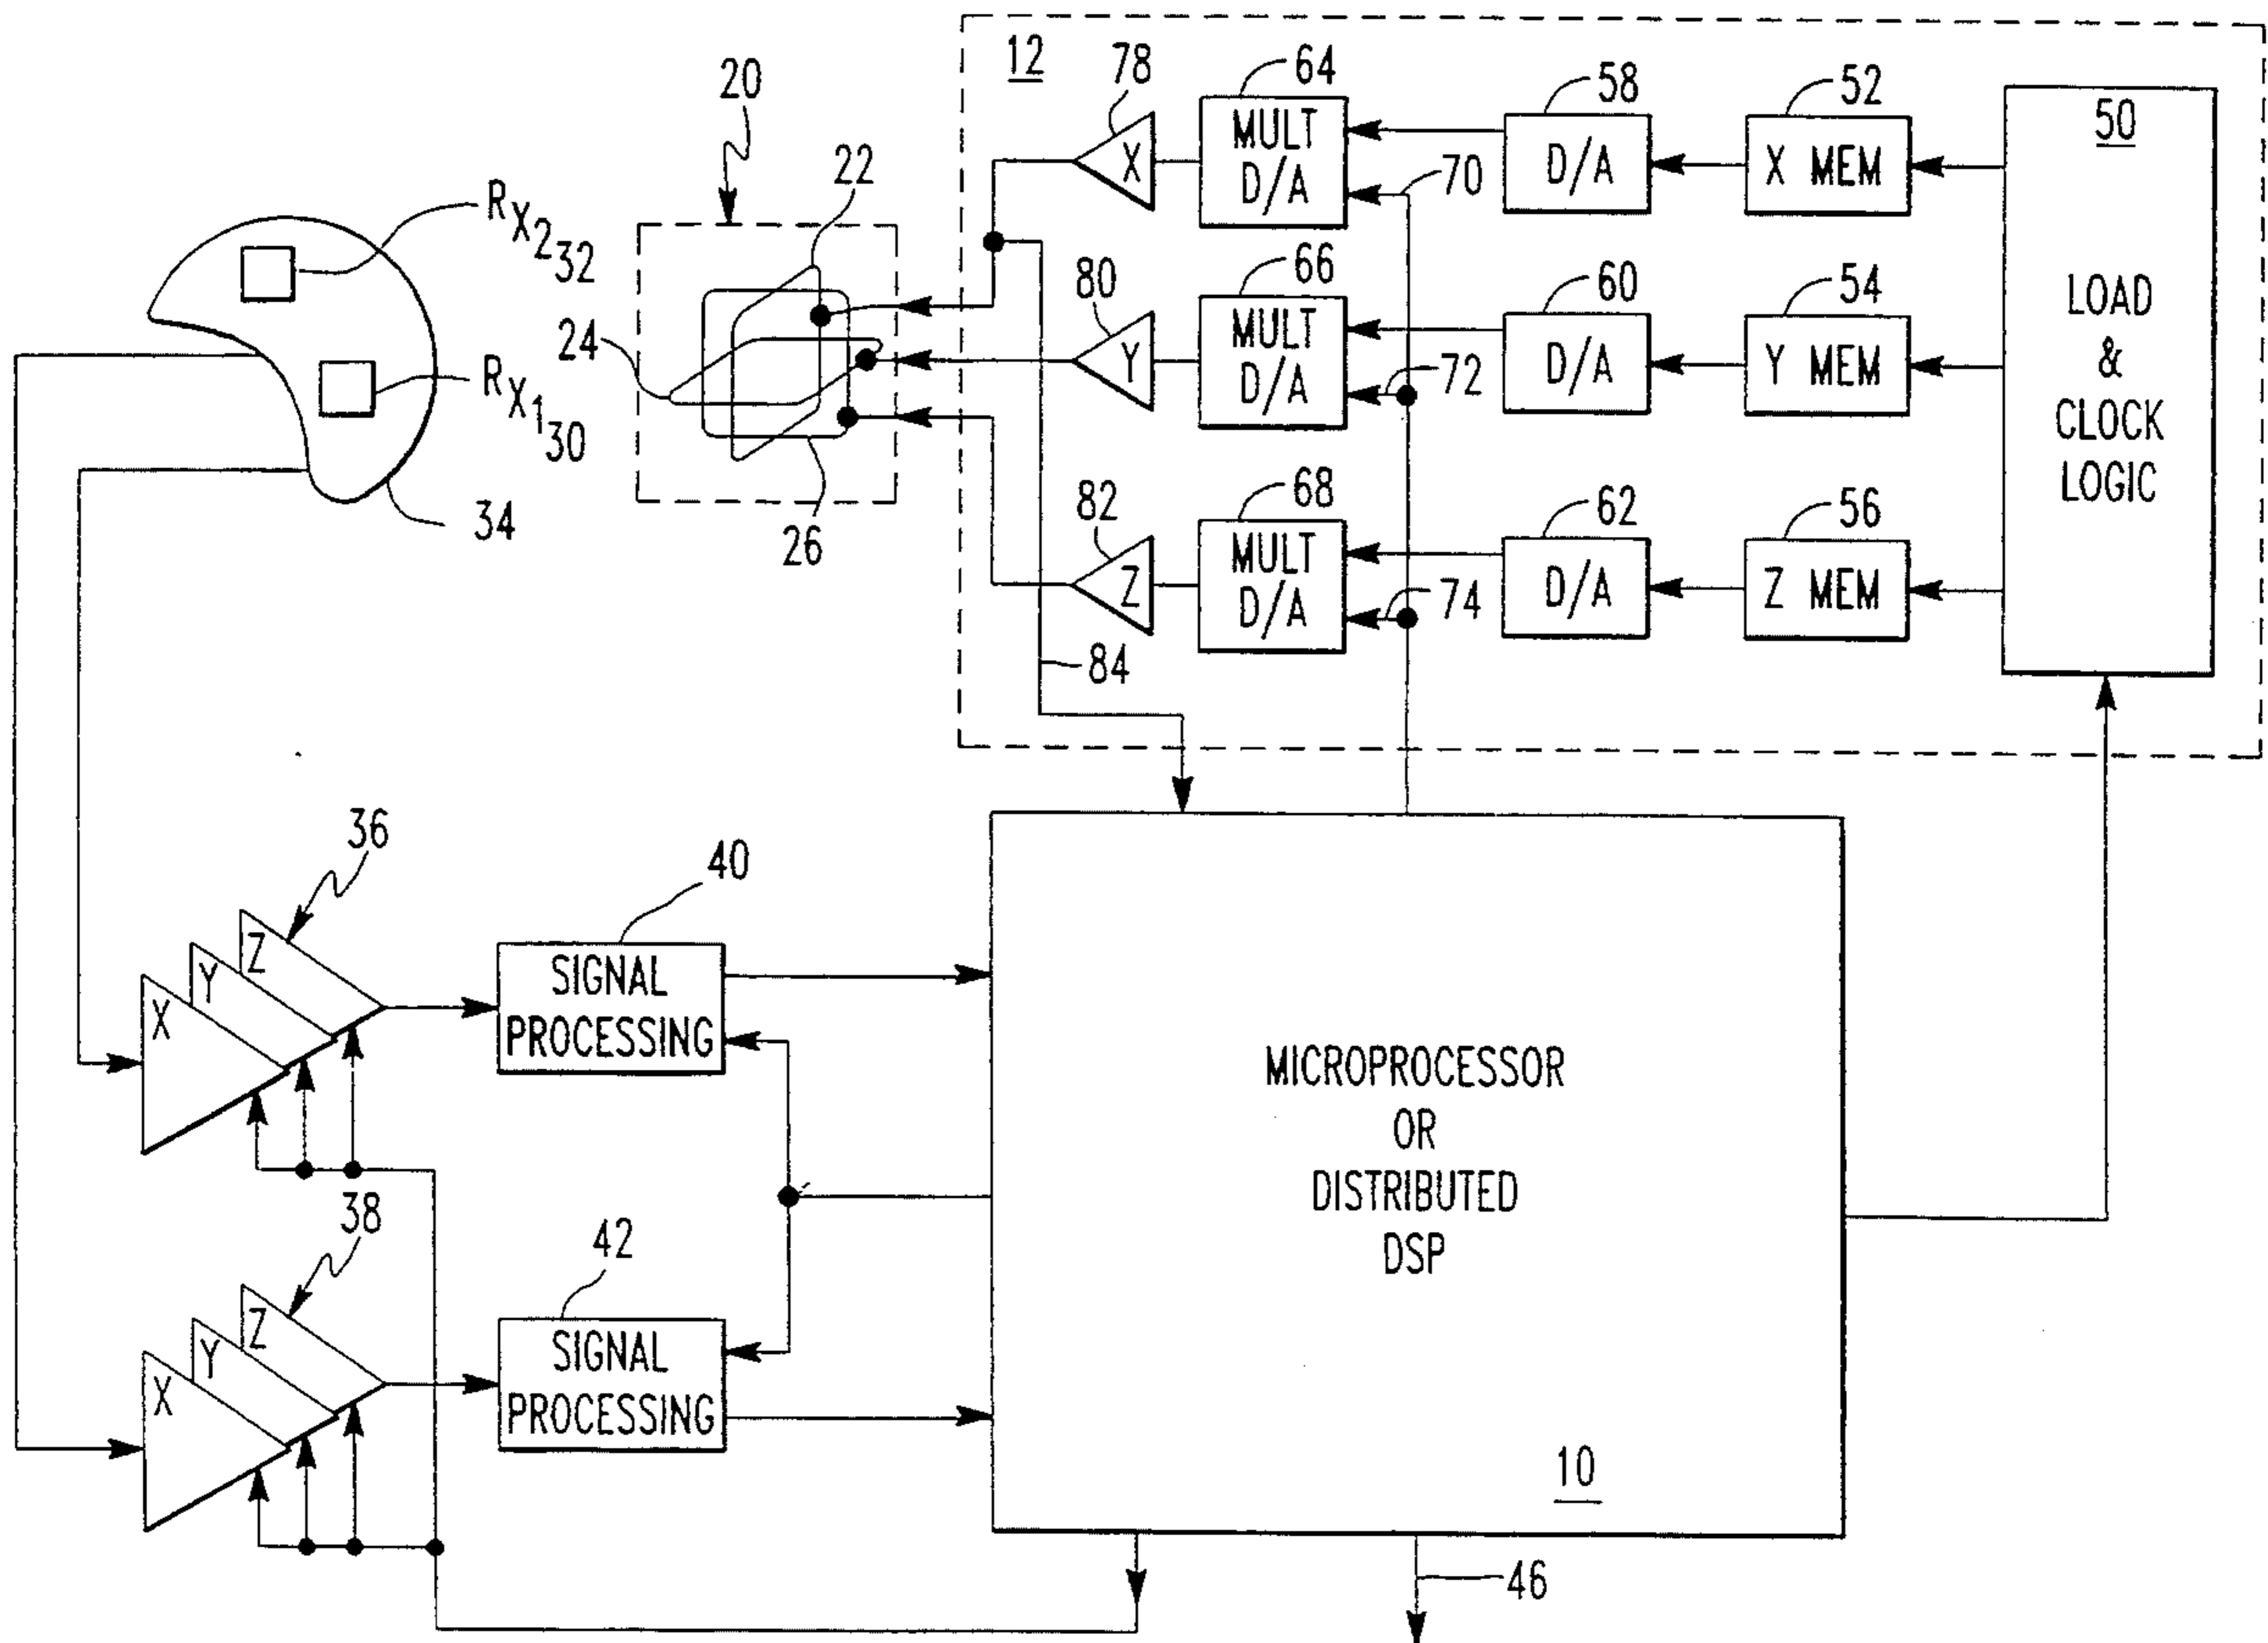 12
78
64
58
52
50
20
X
MULT
D/A
D/A
X MEM
70
22
RX2 32
80
66
60
54
LOAD
&
CLOCK
LOGIC
24
Y
MULT
D/A
D/A
Y MEM
72
RX1 30
34
26
82
68
62
56
Z
MULT
D/A
D/A
Z MEM
74
84
36
40
Z
Y
X
SIGNAL
PROCESSING
MICROPROCESSOR
OR
DISTRIBUTED
DSP
38
42
Z
Y
X
SIGNAL
PROCESSING
10
46